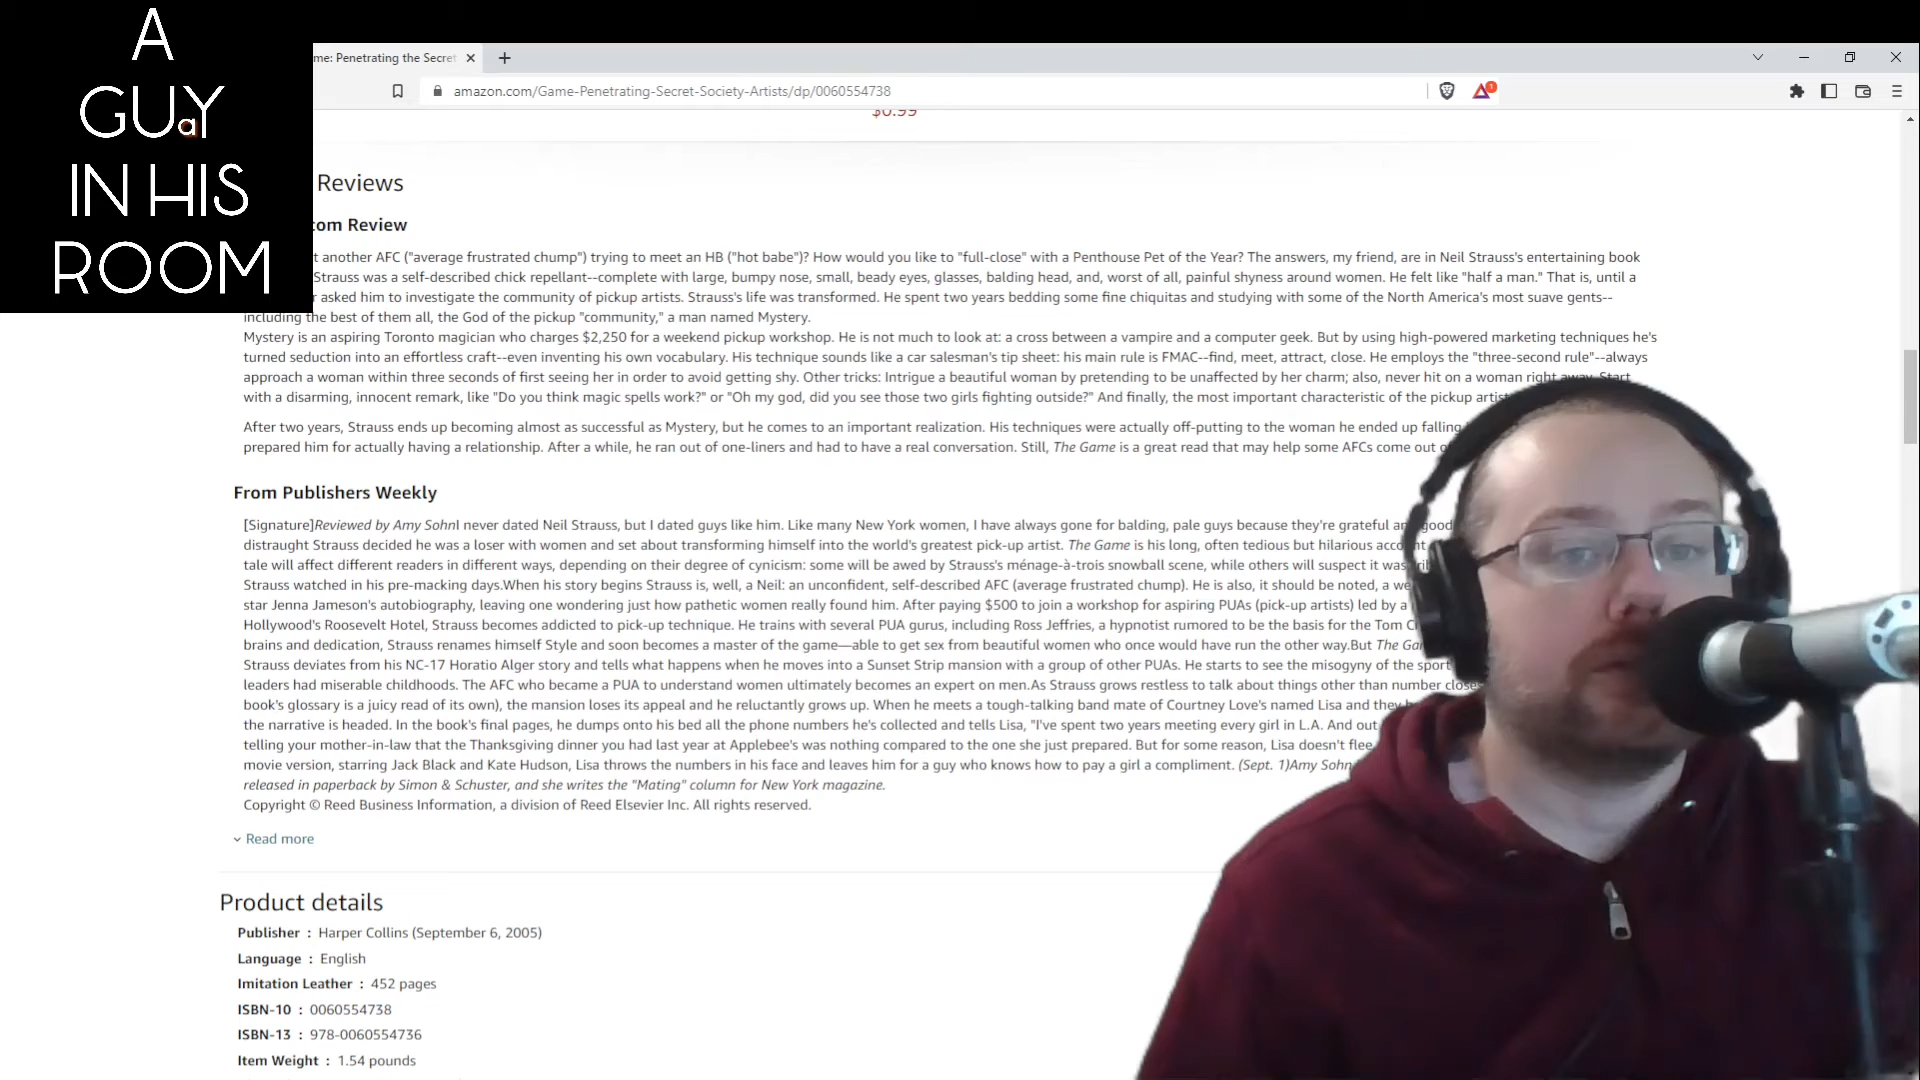 A
GUaY
IN HIS
ROOM
me: Penetrating the Secret
amazon.com/Game-Penetrating-Secret-Society-Artists/dp/0060554738
1
$0.99
Reviews
com Review
t another AFC ("average frustrated chump") trying to meet an HB ("hot babe")? How would you like to "full-close" with a Penthouse Pet of the Year? The answers, my friend, are in Neil Strauss's entertaining book
Strauss was a self-described chick repellant--complete with large, bumpy nose, small, beady eyes, glasses, balding head, and, worst of all, painful shyness around women. He felt like "half a man." That is, until a
r asked him to investigate the community of pickup artists. Strauss's life was transformed. He spent two years bedding some fine chiquitas and studying with some of the North America's most suave gents--
including the best of them all, the God of the pickup "community," a man named Mystery.
Mystery is an aspiring Toronto magician who charges $2,250 for a weekend pickup workshop. He is not much to look at: a cross between a vampire and a computer geek. But by using high-powered marketing techniques he's
turned seduction into an effortless craft--even inventing his own vocabulary. His technique sounds like a car salesman's tip sheet: his main rule is FMAC--find, meet, attract, close. He employs the "three-second rule"--always
approach a woman within three seconds of first seeing her in order to avoid getting shy. Other tricks: Intrigue a beautiful woman by pretending to be unaffected by her charm; also, never hit on a woman right away. Start
with a disarming, innocent remark, like "Do you think magic spells work?" or "Oh my god, did you see those two girls fighting outside?" And finally, the most important characteristic of the pickup artist
After two years, Strauss ends up becoming almost as successful as Mystery, but he comes to an important realization. His techniques were actually off-putting to the woman he ended up falling
prepared him for actually having a relationship. After a while, he ran out of one-liners and had to have a real conversation. Still, The Game is a great read that may help some AFCs come out o
From Publishers Weekly
[Signature]Reviewed by Amy SohnI never dated Neil Strauss, but I dated guys like him. Like many New York women, I have always gone for balding, pale guys because they're grateful and good
distraught Strauss decided he was a loser with women and set about transforming himself into the world's greatest pick-up artist. The Game is his long, often tedious but hilarious account
tale will affect different readers in different ways, depending on their degree of cynicism: some will be awed by Strauss's ménage-à-trois snowball scene, while others will suspect it was
Strauss watched in his pre-macking days.When his story begins Strauss is, well, a Neil: an unconfident, self-described AFC (average frustrated chump). He is also, it should be noted, a we
star Jenna Jameson's autobiography, leaving one wondering just how pathetic women really found him. After paying $500 to join a workshop for aspiring PUAs (pick-up artists) led by a
Hollywood's Roosevelt Hotel, Strauss becomes addicted to pick-up technique. He trains with several PUA gurus, including Ross Jeffries, a hypnotist rumored to be the basis for the Tom C
brains and dedication, Strauss renames himself Style and soon becomes a master of the game—able to get sex from beautiful women who once would have run the other way.But The Ga
Strauss deviates from his NC-17 Horatio Alger story and tells what happens when he moves into a Sunset Strip mansion with a group of other PUAs. He starts to see the misogyny of the sport
leaders had miserable childhoods. The AFC who became a PUA to understand women ultimately becomes an expert on men.As Strauss grows restless to talk about things other than number closes
book's glossary is a juicy read of its own), the mansion loses its appeal and he reluctantly grows up. When he meets a tough-talking band mate of Courtney Love's named Lisa and they
the narrative is headed. In the book's final pages, he dumps onto his bed all the phone numbers he's collected and tells Lisa, "I've spent two years meeting every girl in L.A. And out
telling your mother-in-law that the Thanksgiving dinner you had last year at Applebee's was nothing compared to the one she just prepared. But for some reason, Lisa doesn't flee
movie version, starring Jack Black and Kate Hudson, Lisa throws the numbers in his face and leaves him for a guy who knows how to pay a girl a compliment. (Sept. 1)Amy Sohn
released in paperback by Simon & Schuster, and she writes the "Mating" column for New York magazine.
Copyright © Reed Business Information, a division of Reed Elsevier Inc. All rights reserved.
Read more
Product details
Publisher : Harper Collins (September 6, 2005)
Language : English
Imitation Leather : 452 pages
ISBN-10 : 0060554738
ISBN-13 : 978-0060554736
Item Weight : 1.54 pounds